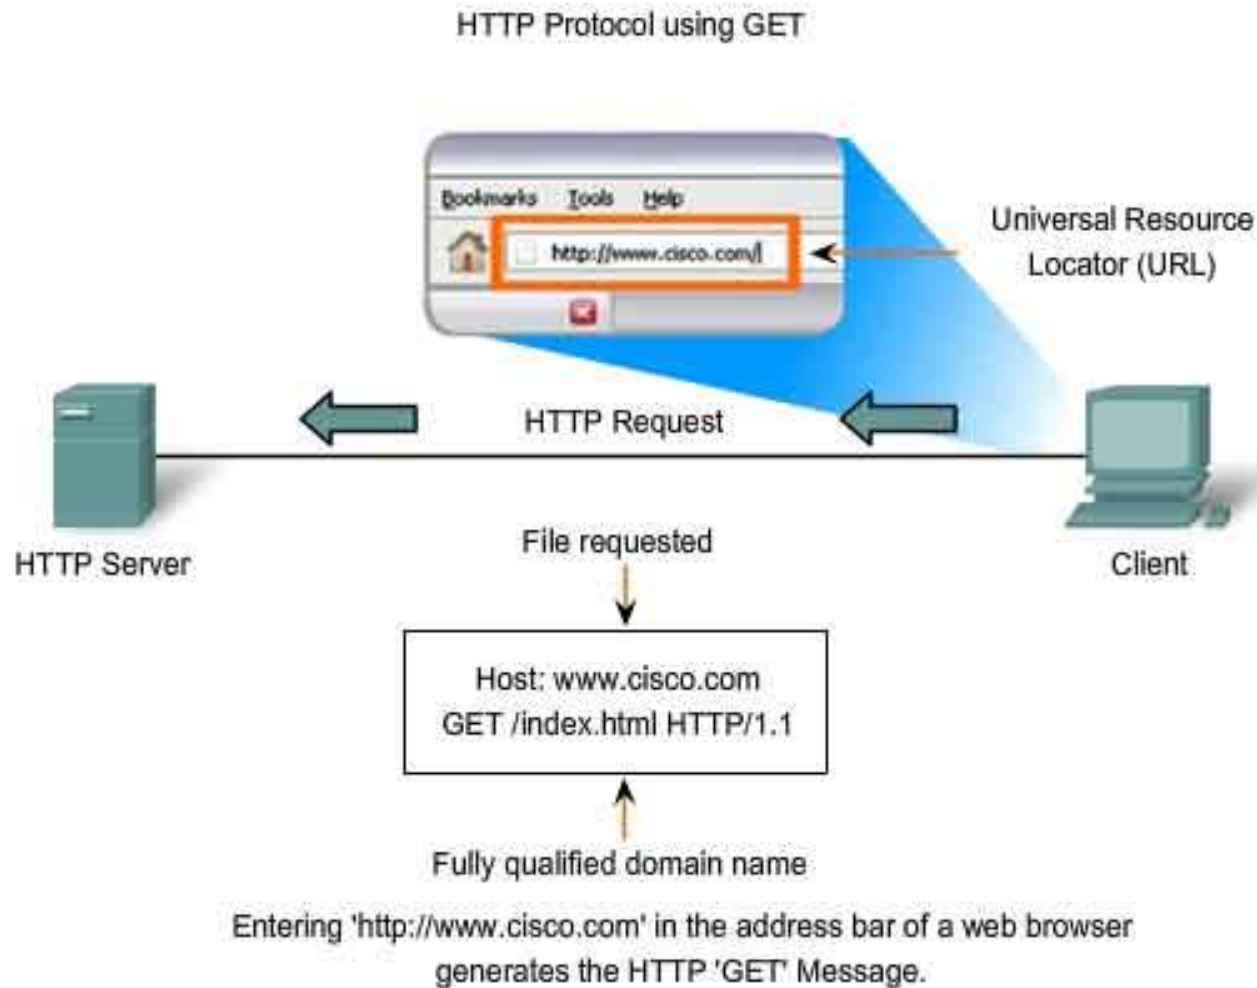 HTTP Protocol using GET
Bookmarks Tools Help
http://www.cisco.com/
Universal Resource
Locator (URL)
HTTP Request
HTTP Server
Client
File requested
Host: www.cisco.com
GET /index.html HTTP/1.1
Fully qualified domain name
Entering 'http://www.cisco.com' in the address bar of a web browser
generates the HTTP 'GET' Message.